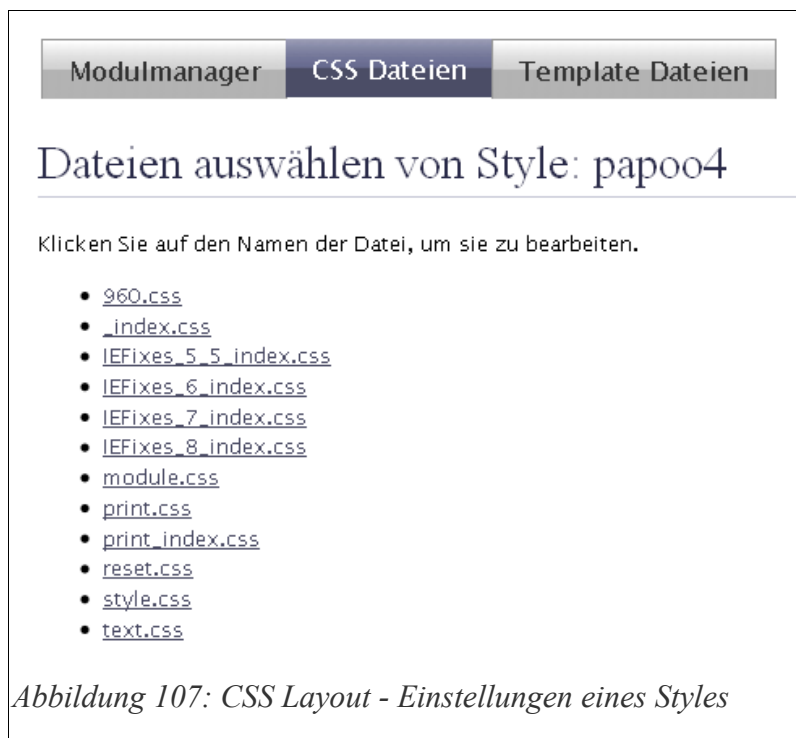 Modulmanager CSS Dateien Template Dateien
Dateien auswählen von Style: papoo4
Klicken Sie auf den Namen der Datei, um sie zu bearbeiten.
• 960.css
• _index.css
• IEFixes_5_5_index.css
• IEFixes_6_index.css
• IEFixes_7_index.css
• IEFixes_8_index.css
• module.css
• print.css
• print_index.css
• reset.css
• style.css
• text.css
Abbildung 107: CSS Layout - Einstellungen eines Styles